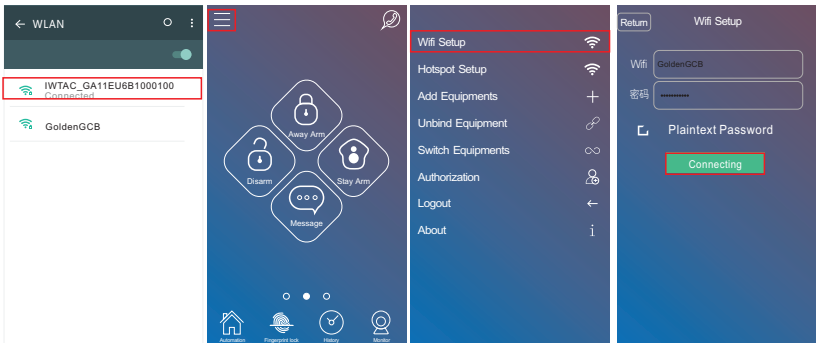 WLAN
IWTAC_GA11EU6B1000100
Connected
GoldenGCB
Away Arm
Disarm
Stay Arm
Message
Automation
Fingerprint lock
History
Monitor
Wifi Setup
Hotspot Setup
Add Equipments
Unbind Equipment
Switch Equipments
Authorization
Logout
About
Return
Wifi Setup
Wifi
GoldenGCB
密码
Plaintext Password
Connecting